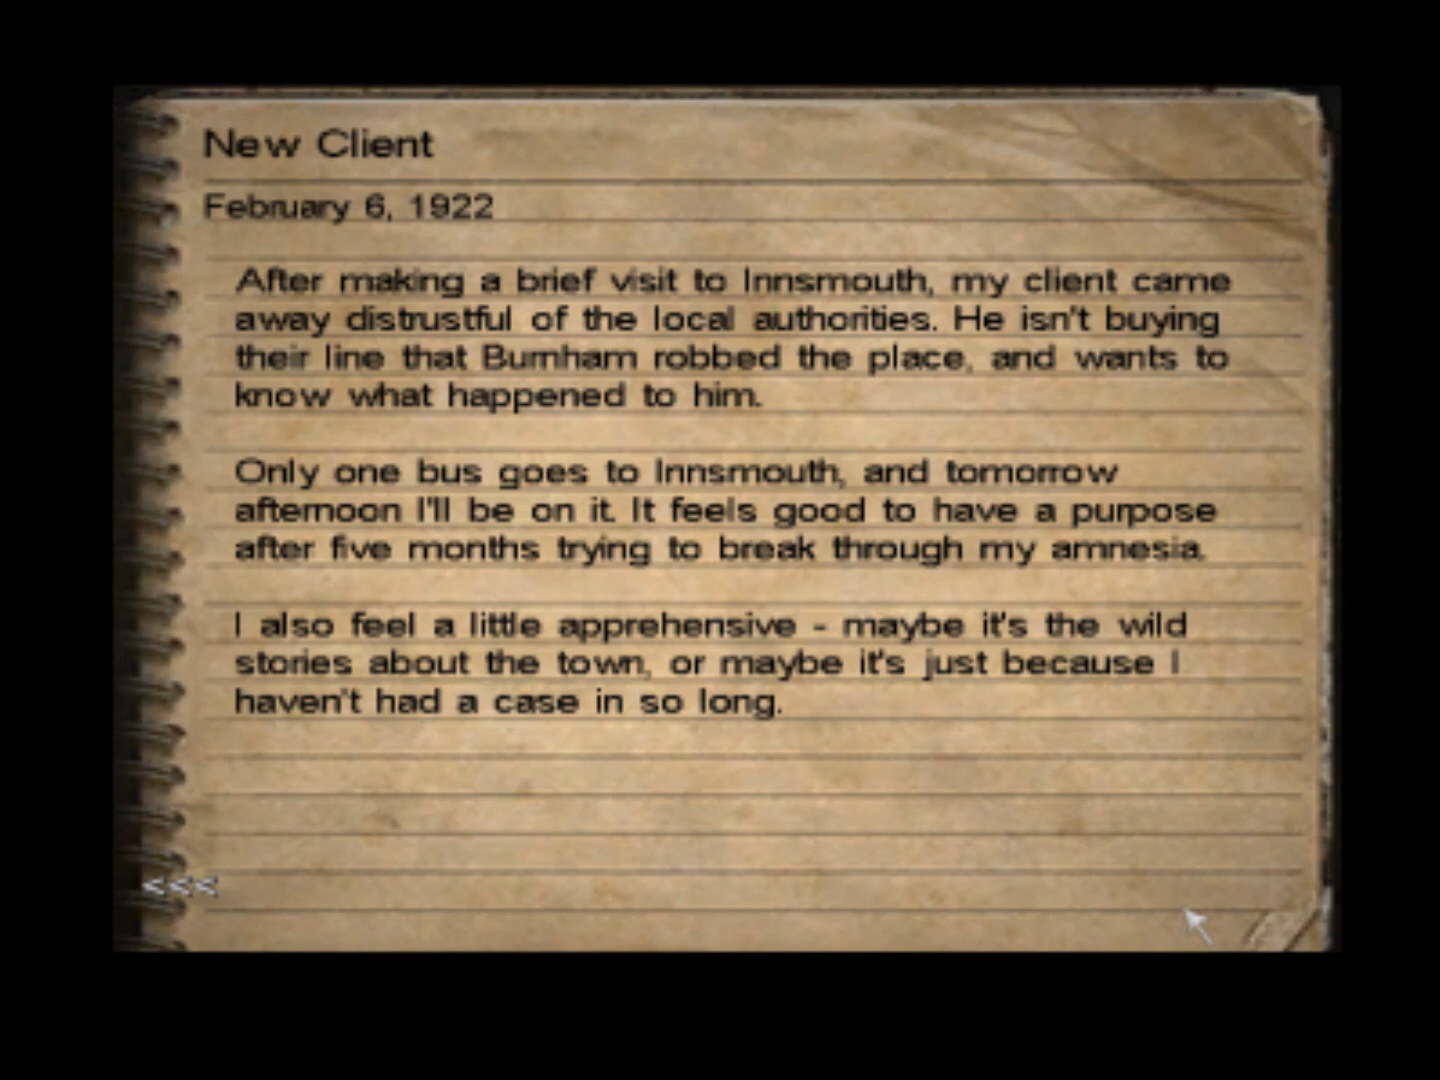 New Client
February 6, 1922
After making a brief visit to Innsmouth, my client came
away distrustful of the local authorities. He isn't buying
their line that Burnham robbed the place, and wants to
know what happened to him.
Only one bus goes to Innsmouth, and tomorrow
afternoon I'll be on it. It feels good to have a purpose
after five months trying to break through my amnesia.
I also feel a little apprehensive - maybe it's the wild
stories about the town, or maybe it's just because I
haven't had a case in so long.
<<<